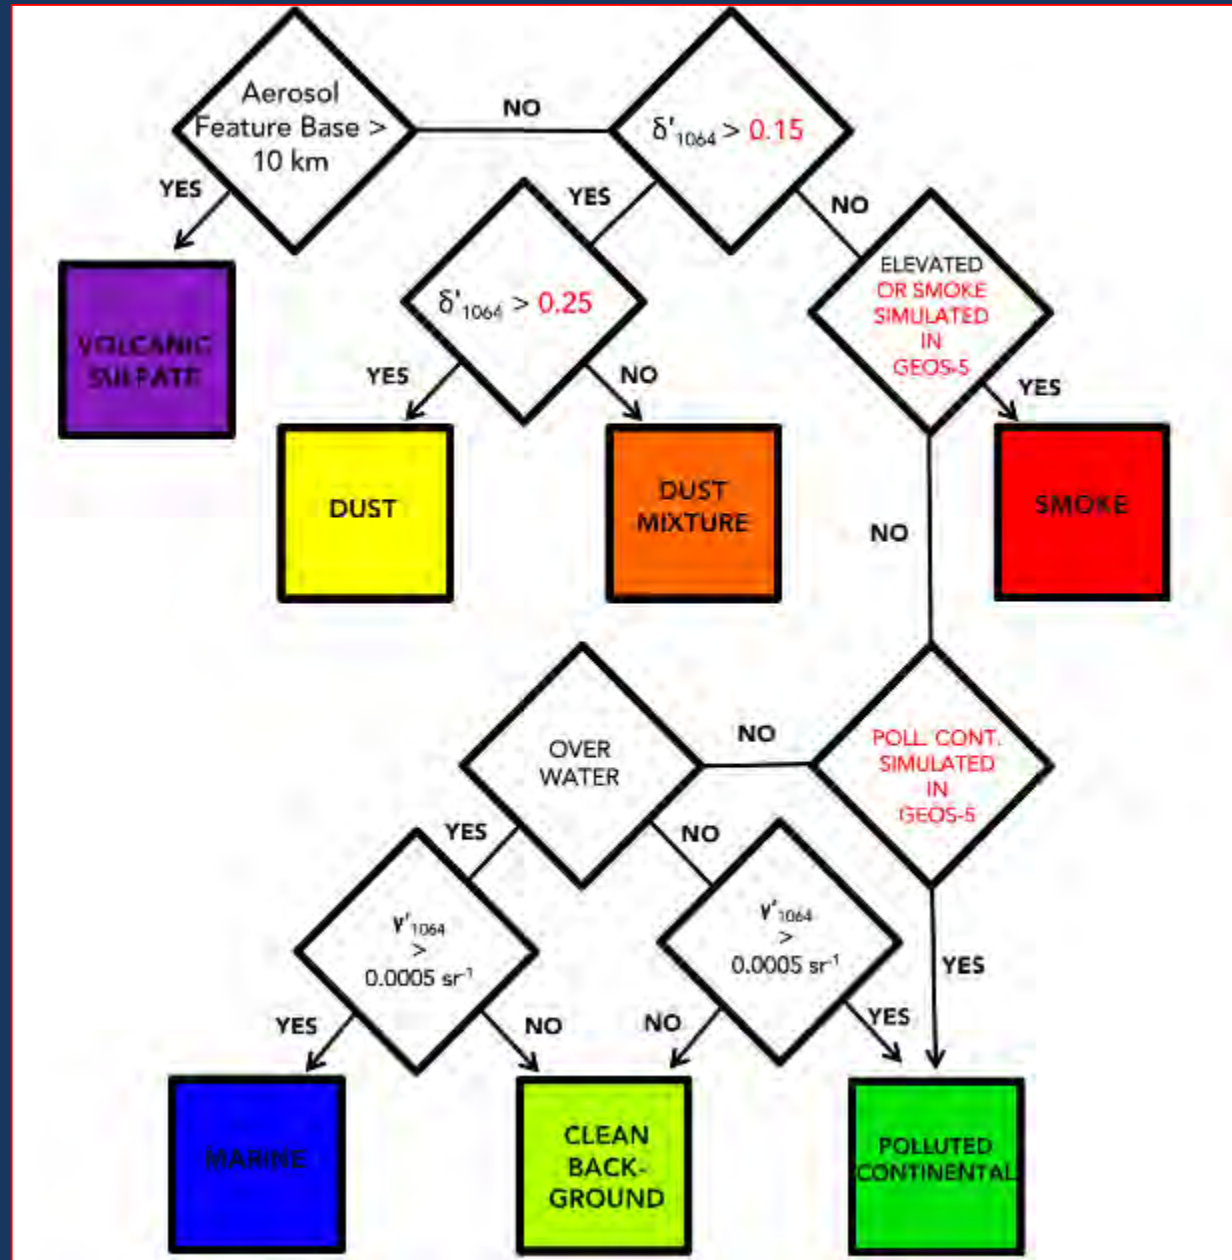 Aerosol
Feature Base >
10 km
NO
δ'1064 > 0.15
YES
YES
NO
VOLCANIC
SULFATE
δ'1064 > 0.25
ELEVATED
OR SMOKE
SIMULATED
IN
GEOS-5
YES
NO
YES
DUST
DUST
MIXTURE
SMOKE
NO
OVER
WATER
NO
POLL. CONT.
SIMULATED
IN
GEOS-5
YES
NO
γ'1064
>
0.0005 sr-1
γ'1064
>
0.0005 sr-1
YES
YES
NO
NO
YES
MARINE
CLEAN
BACK-
GROUND
POLLUTED
CONTINENTAL